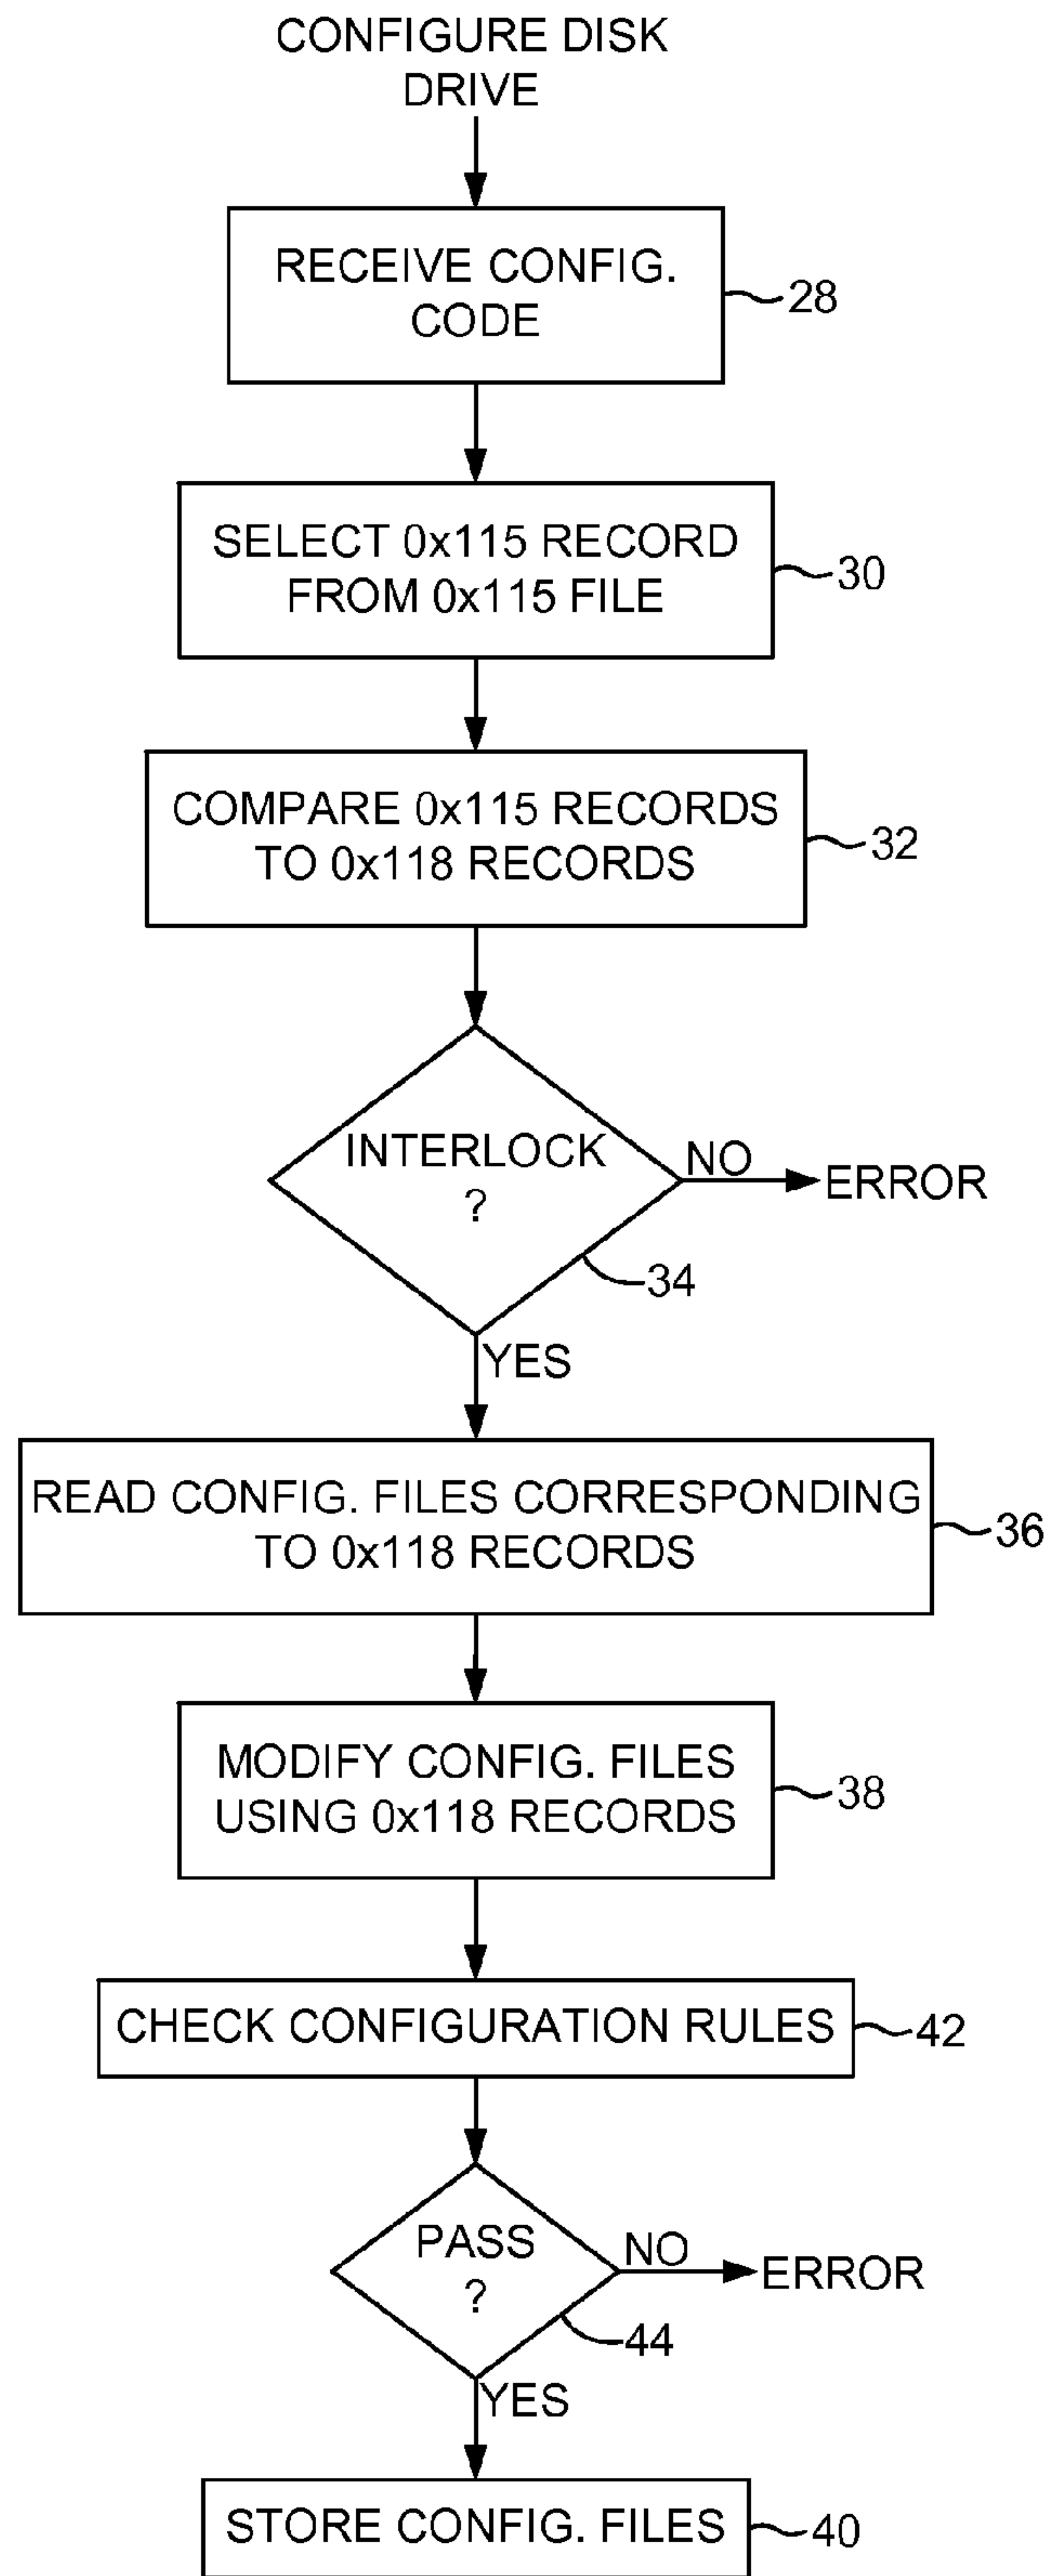 CONFIGURE DISK
DRIVE
RECEIVE CONFIG.
CODE
28
SELECT 0x115 RECORD
FROM 0x115 FILE
30
COMPARE 0x115 RECORDS
TO 0x118 RECORDS
32
INTERLOCK
?
NO
ERROR
34
YES
READ CONFIG. FILES CORRESPONDING
TO 0x118 RECORDS
36
MODIFY CONFIG. FILES
USING 0x118 RECORDS
38
CHECK CONFIGURATION RULES
42
PASS
?
NO
ERROR
44
YES
STORE CONFIG. FILES
40